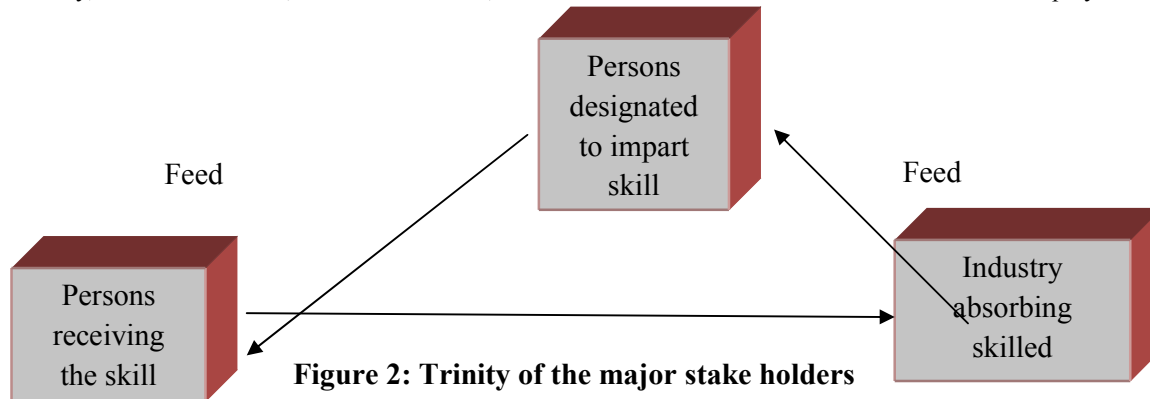 Persons
designated
to impart
skill
Feed
Feed
Industry
absorbing
skilled
Persons
receiving
the skill
Figure 2: Trinity of the major stake holders